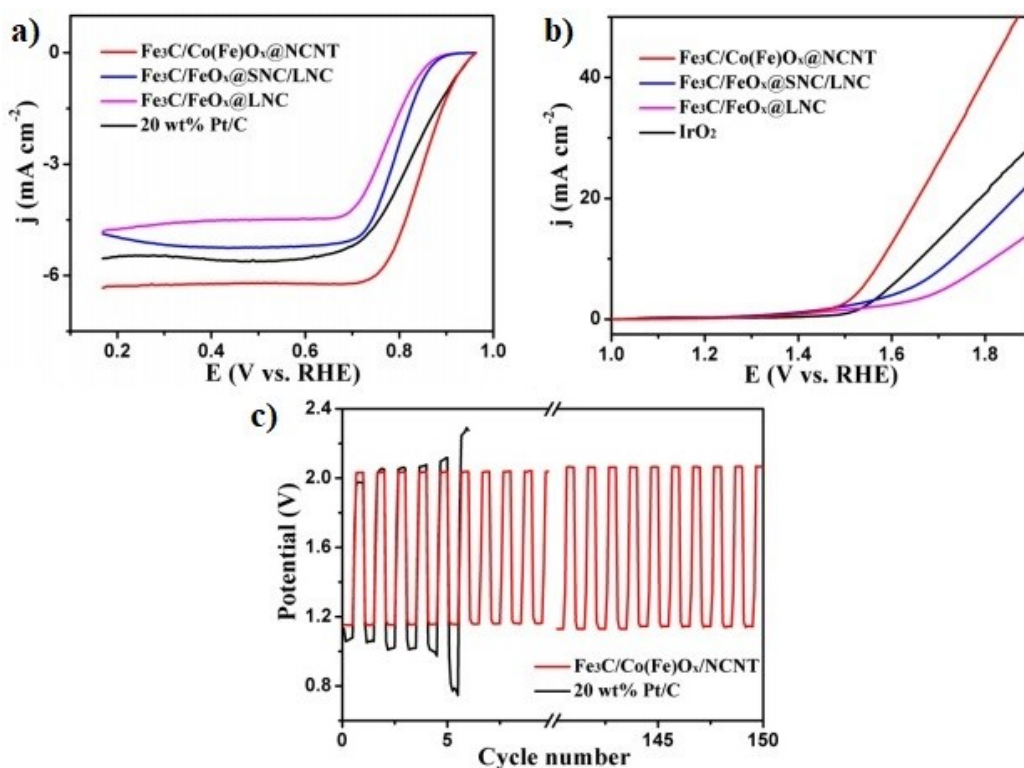 a)
Fe₃C/Co(Fe)Oₓ@NCNT
Fe₃C/FeOₓ@SNC/LNC
Fe₃C/FeOₓ@LNC
20 wt% Pt/C
j (mA cm⁻²)
0
-3
-6
0.2 0.4 0.6 0.8 1.0
E (V vs. RHE)
b)
Fe₃C/Co(Fe)Oₓ@NCNT
Fe₃C/FeOₓ@SNC/LNC
Fe₃C/FeOₓ@LNC
IrO₂
j (mA cm⁻²)
40
20
0
1.0 1.2 1.4 1.6 1.8
E (V vs. RHE)
c)
Potential (V)
2.4
2.0
1.6
1.2
0.8
Fe₃C/Co(Fe)Oₓ/NCNT
20 wt% Pt/C
0 5 145 150
Cycle number